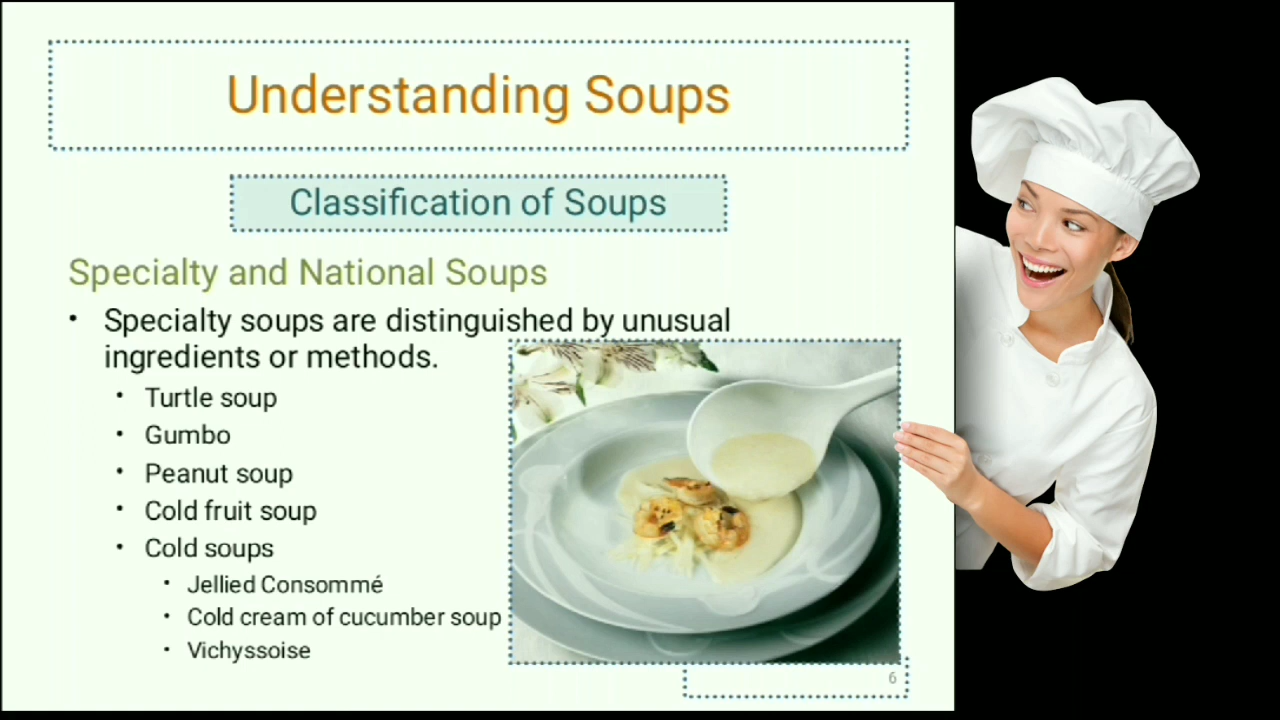 Understanding Soups
Classification of Soups
Specialty and National Soups
• Specialty soups are distinguished by unusual
ingredients or methods.
• Turtle soup
• Gumbo
• Peanut soup
• Cold fruit soup
• Cold soups
• Jellied Consommé
• Cold cream of cucumber soup
• Vichyssoise
6